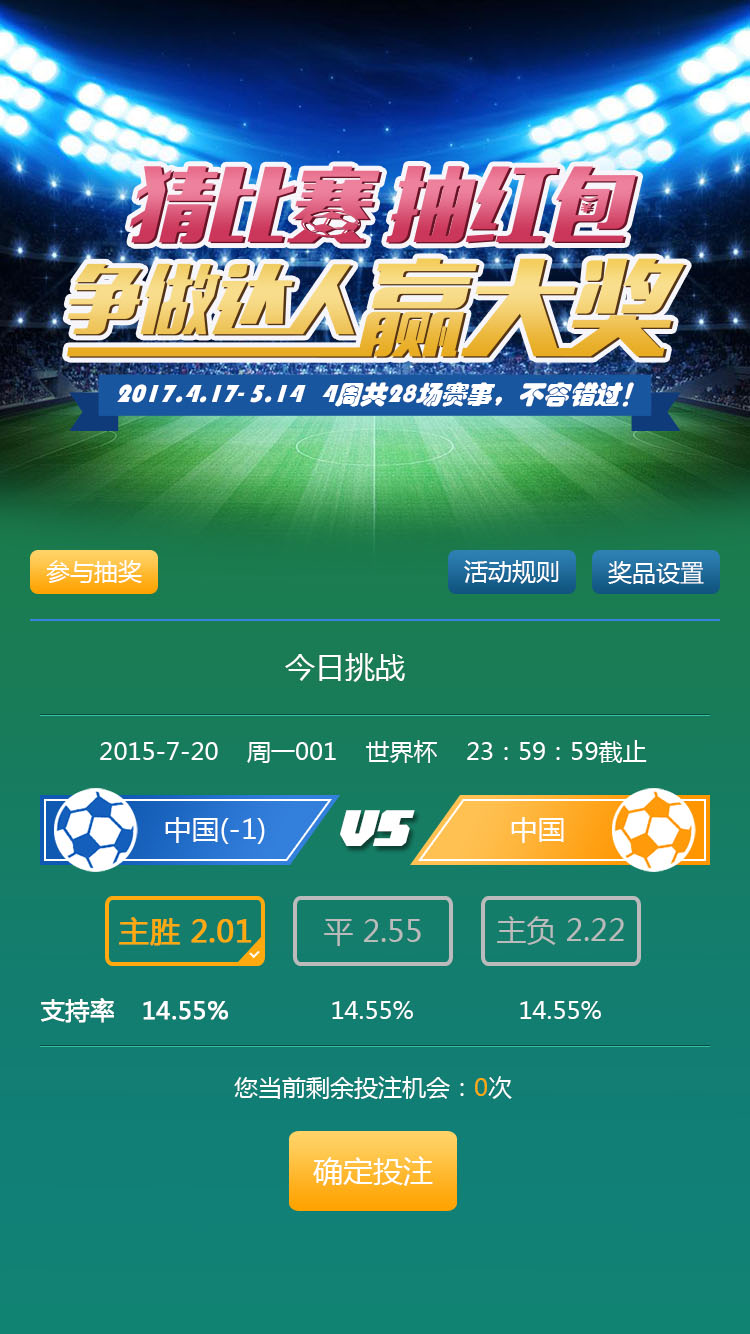 猜比赛 抽红包
争做达人赢大奖
2017.4.17-5.14 4周共28场赛事，不容错过！
参与抽奖 活动规则 奖品设置
今日挑战
2015-7-20 周一001 世界杯 23：59：59截止
中国(-1) VS 中国
主胜 2.01 平 2.55 主负 2.22
支持率 14.55% 14.55% 14.55%
您当前剩余投注机会：0次
确定投注